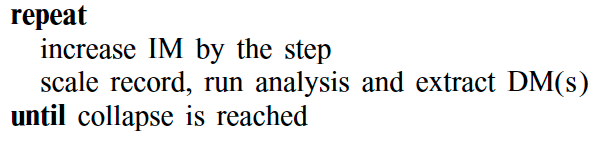 repeat
increase IM by the step
scale record, run analysis and extract DM(s)
until collapse is reached